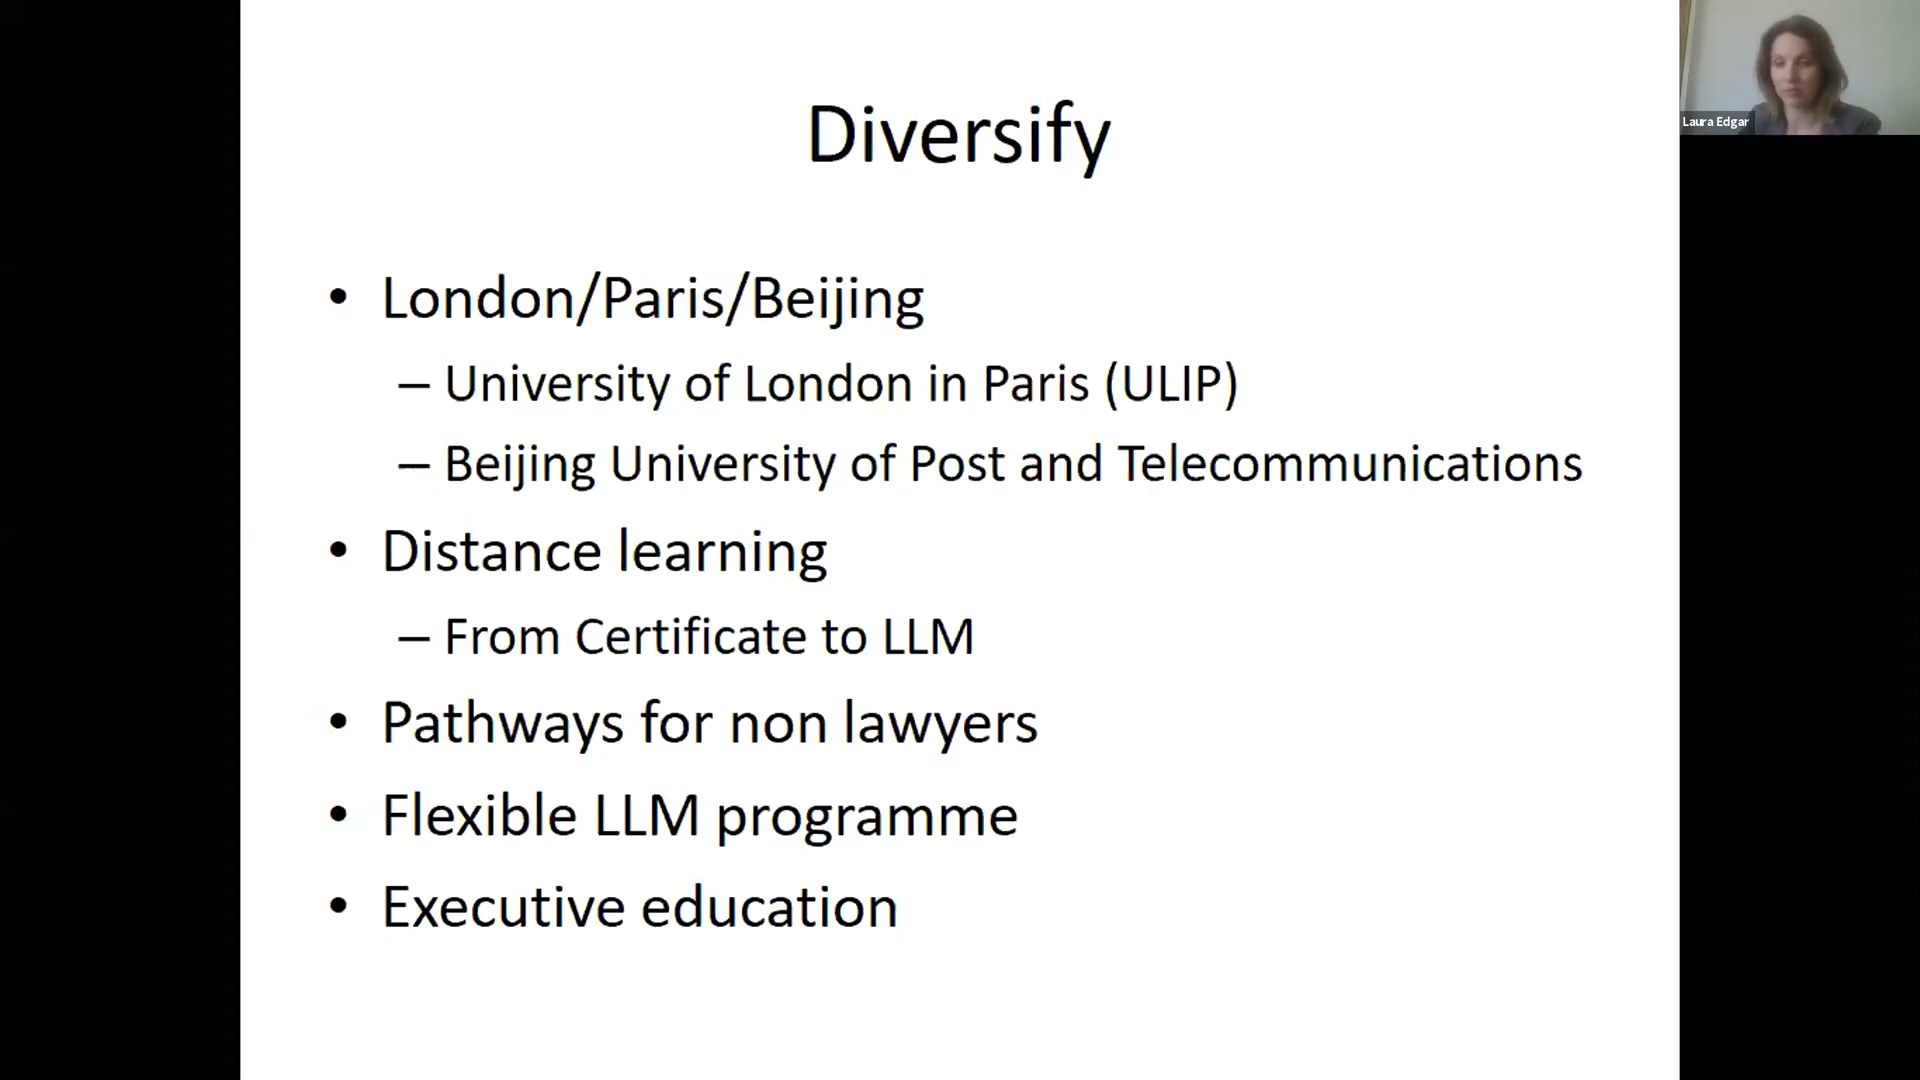 Diversify
• London/Paris/Beijing
– University of London in Paris (ULIP)
– Beijing University of Post and Telecommunications
• Distance learning
– From Certificate to LLM
• Pathways for non lawyers
• Flexible LLM programme
• Executive education
Laura Edgar